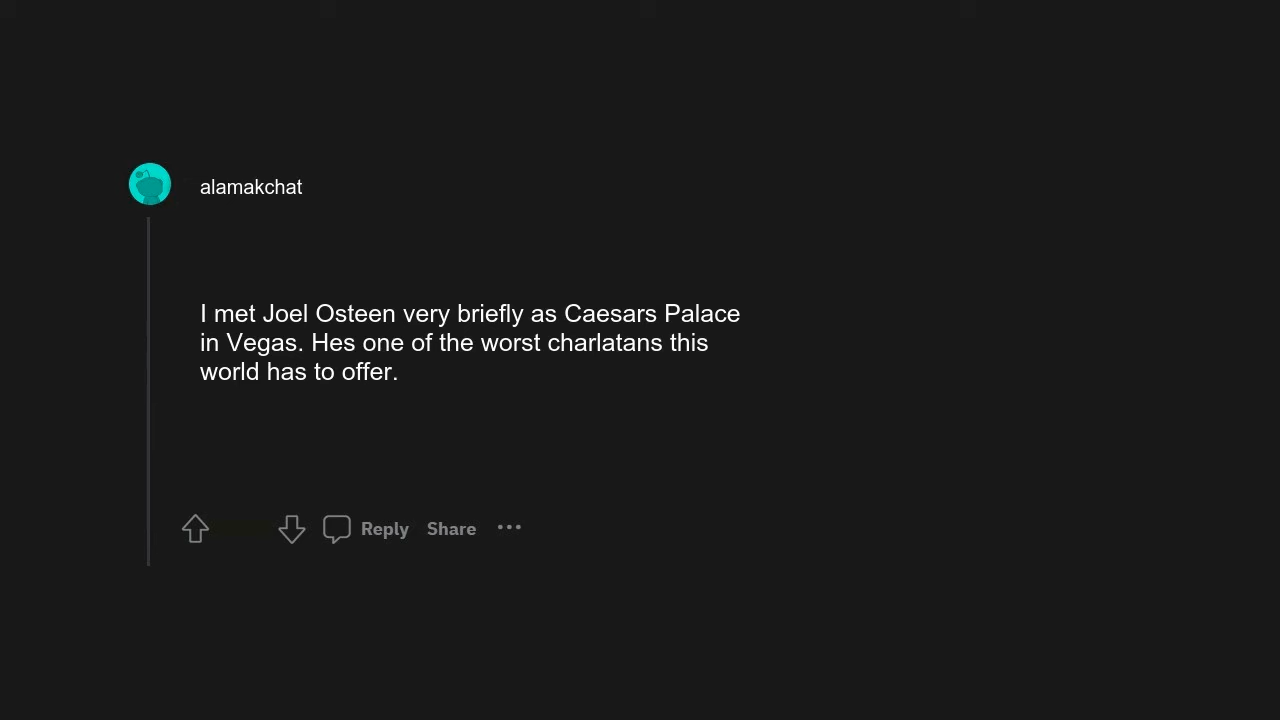 alamakchat
I met Joel Osteen very briefly as Caesars Palace
in Vegas. Hes one of the worst charlatans this
world has to offer.
Reply Share